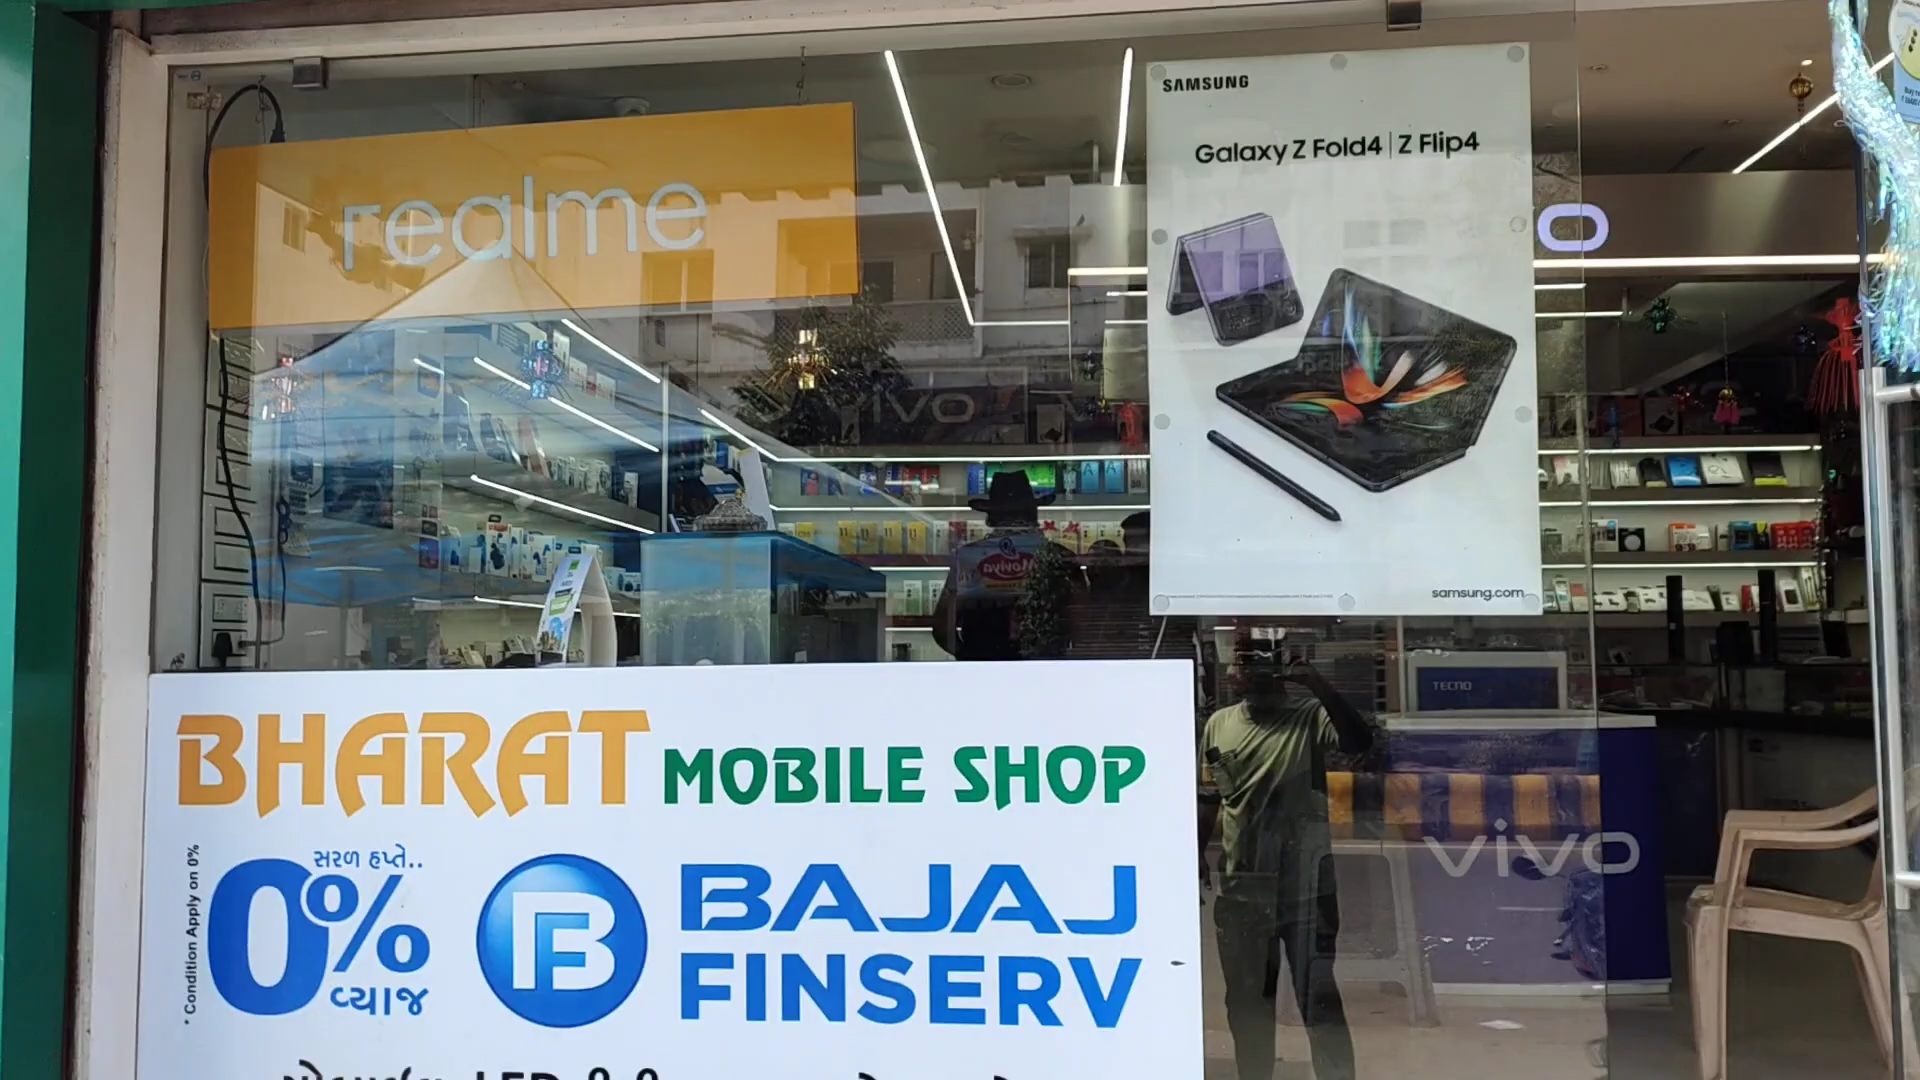 realme
SAMSUNG
Galaxy Z Fold4 | Z Flip4
samsung.com
vivo
TECNO
vivo
BHARAT MOBILE SHOP
* Condition Apply on 0%
સરળ હપ્તે..
0%
વ્યાજ
BAJAJ
FINSERV